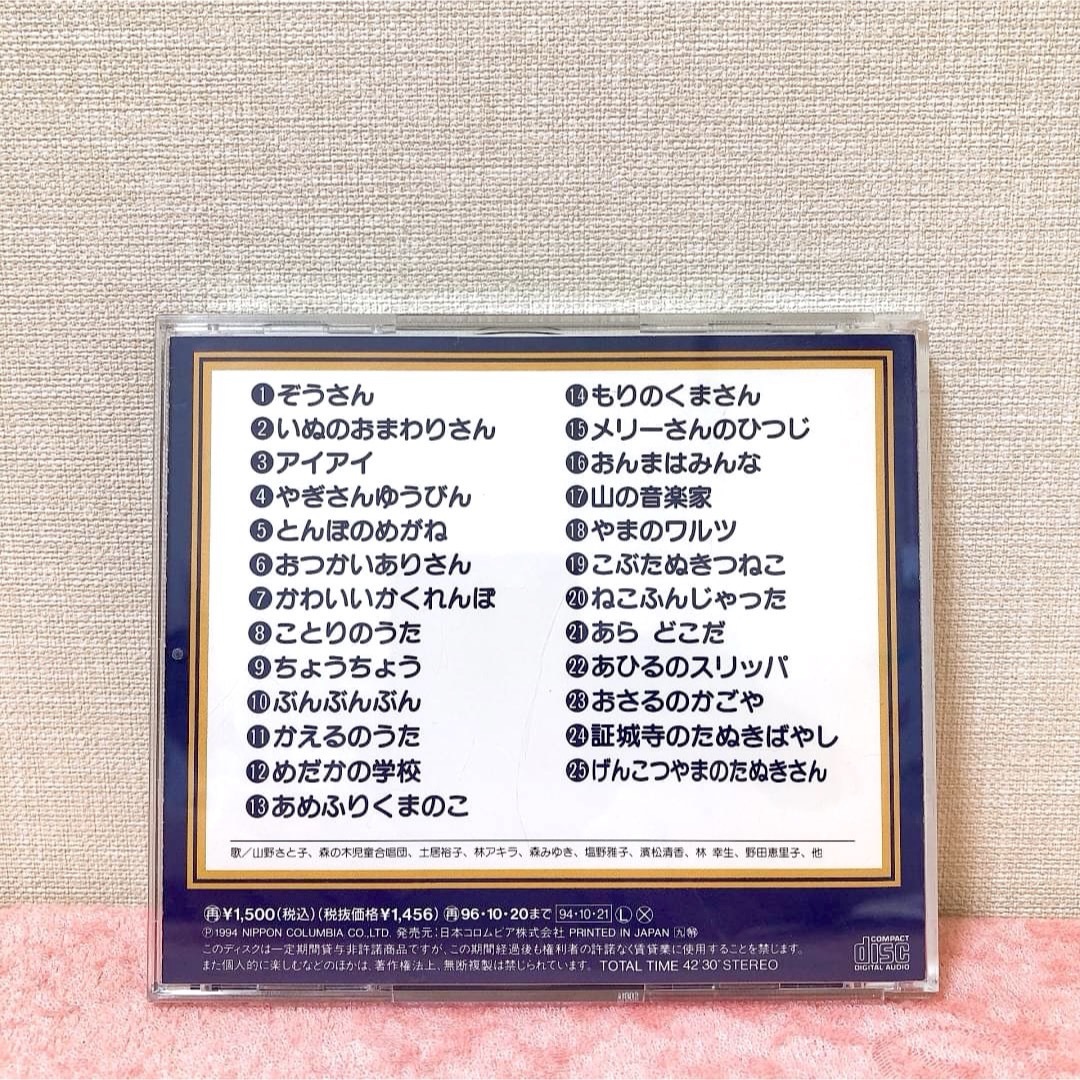 ❶ぞうさん
❷いぬのおまわりさん
❸アイアイ
❹やぎさんゆうびん
❺とんぼのめがね
❻おつかいありさん
❼かわいいかくれんぼ
❽ことりのうた
❾ちょうちょう
❿ぶんぶんぶん
⓫かえるのうた
⓬めだかの学校
⓭あめふりくまのこ
⓮もりのくまさん
⓯メリーさんのひつじ
⓰おんまはみんな
⓱山の音楽家
⓲やまのワルツ
⓳こぶたぬきつねこ
⓴ねこふんじゃった
㉑あら どこだ
㉒あひるのスリッパ
㉓おさるのかごや
㉔証城寺のたぬきばやし
㉕げんこつやまのたぬきさん
歌/山野さと子、森の木児童合唱団、土居裕子、林アキラ、森みゆき、塩野雅子、濱松清香、林 幸生、野田恵里子、他
再¥1,500(税込)(税抜価格¥1,456) 再96・10・20まで 94・10・21 Ⓛ Ⓧ
Ⓟ1994 NIPPON COLUMBIA CO.,LTD. 発売元:日本コロムビア株式会社 PRINTED IN JAPAN
このディスクは一定期間貸与非許諾商品ですが、この期間経過後も権利者の許諾なく賃貸業に使用することを禁じます。
また個人的に楽しむなどのほかは、著作権法上、無断複製は禁じられています。 TOTAL TIME 42'30" STEREO
COMPACT
disc
DIGITAL AUDIO